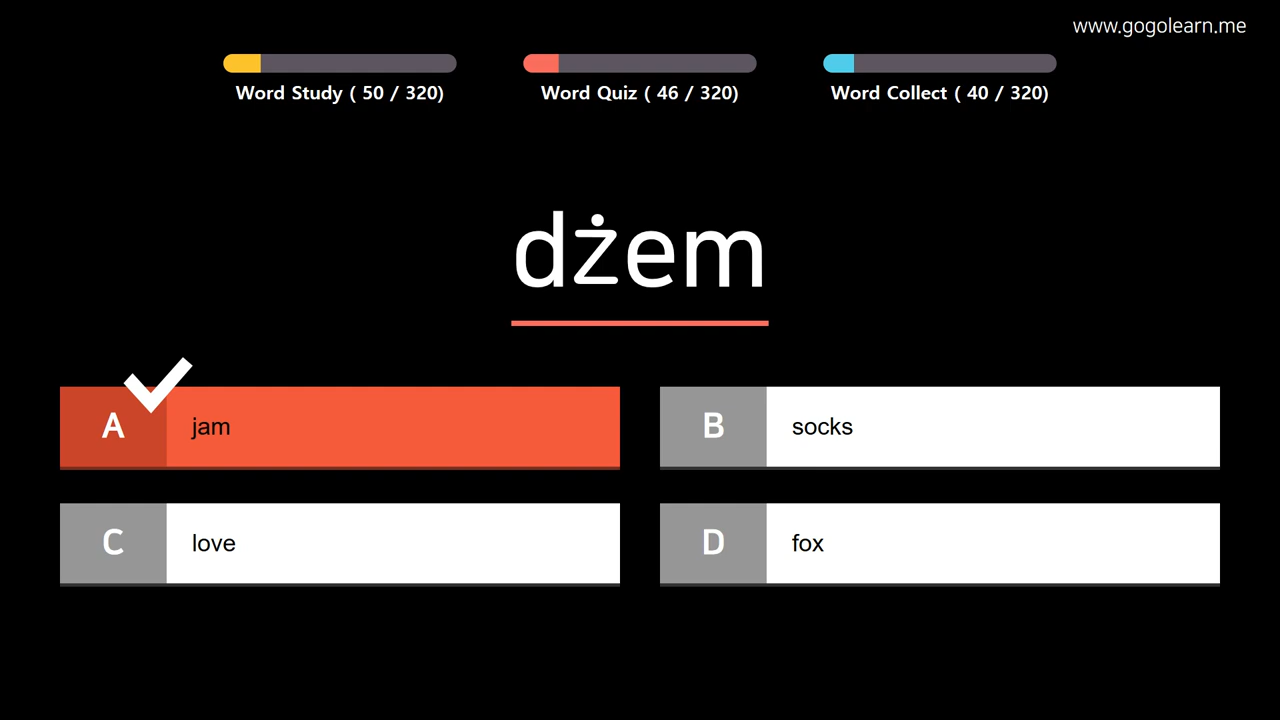 www.gogolearn.me
Word Study ( 50 / 320)
Word Quiz ( 46 / 320)
Word Collect ( 40 / 320)
dżem
A jam
B socks
C love
D fox